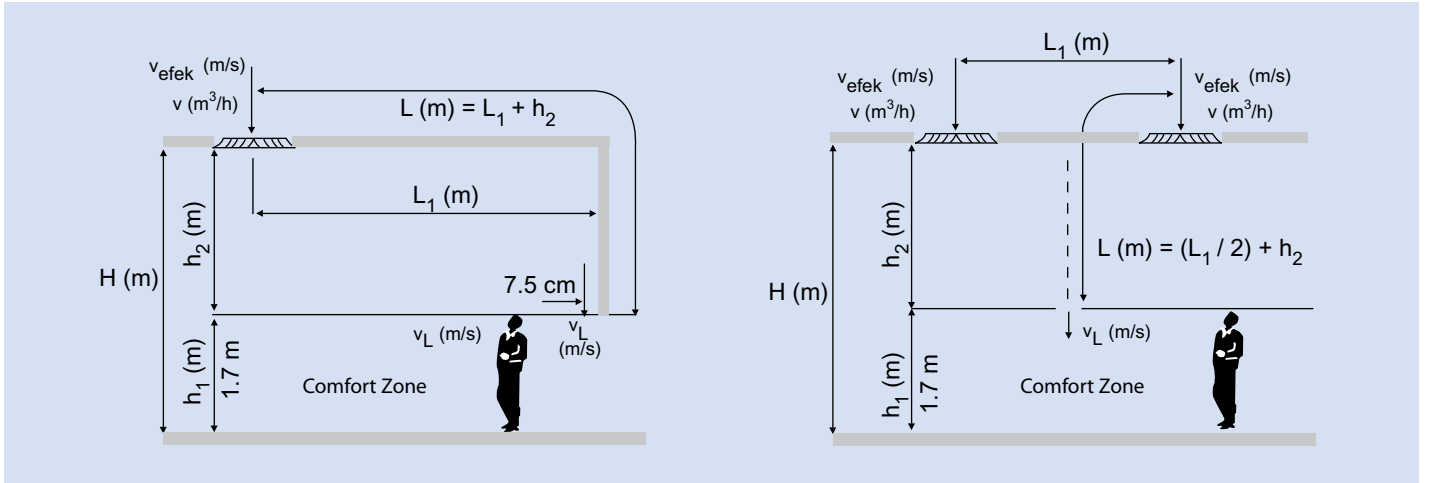 v_efek (m/s)
v (m³/h)
L (m) = L₁ + h₂
L₁ (m)
h₂ (m)
H (m)
7.5 cm
v_L (m/s)
v_L
(m/s)
h₁ (m)
1.7 m
Comfort Zone
L₁ (m)
v_efek (m/s)
v (m³/h)
v_efek (m/s)
v (m³/h)
h₂ (m)
L (m) = (L₁ / 2) + h₂
H (m)
v_L (m/s)
h₁ (m)
1.7 m
Comfort Zone